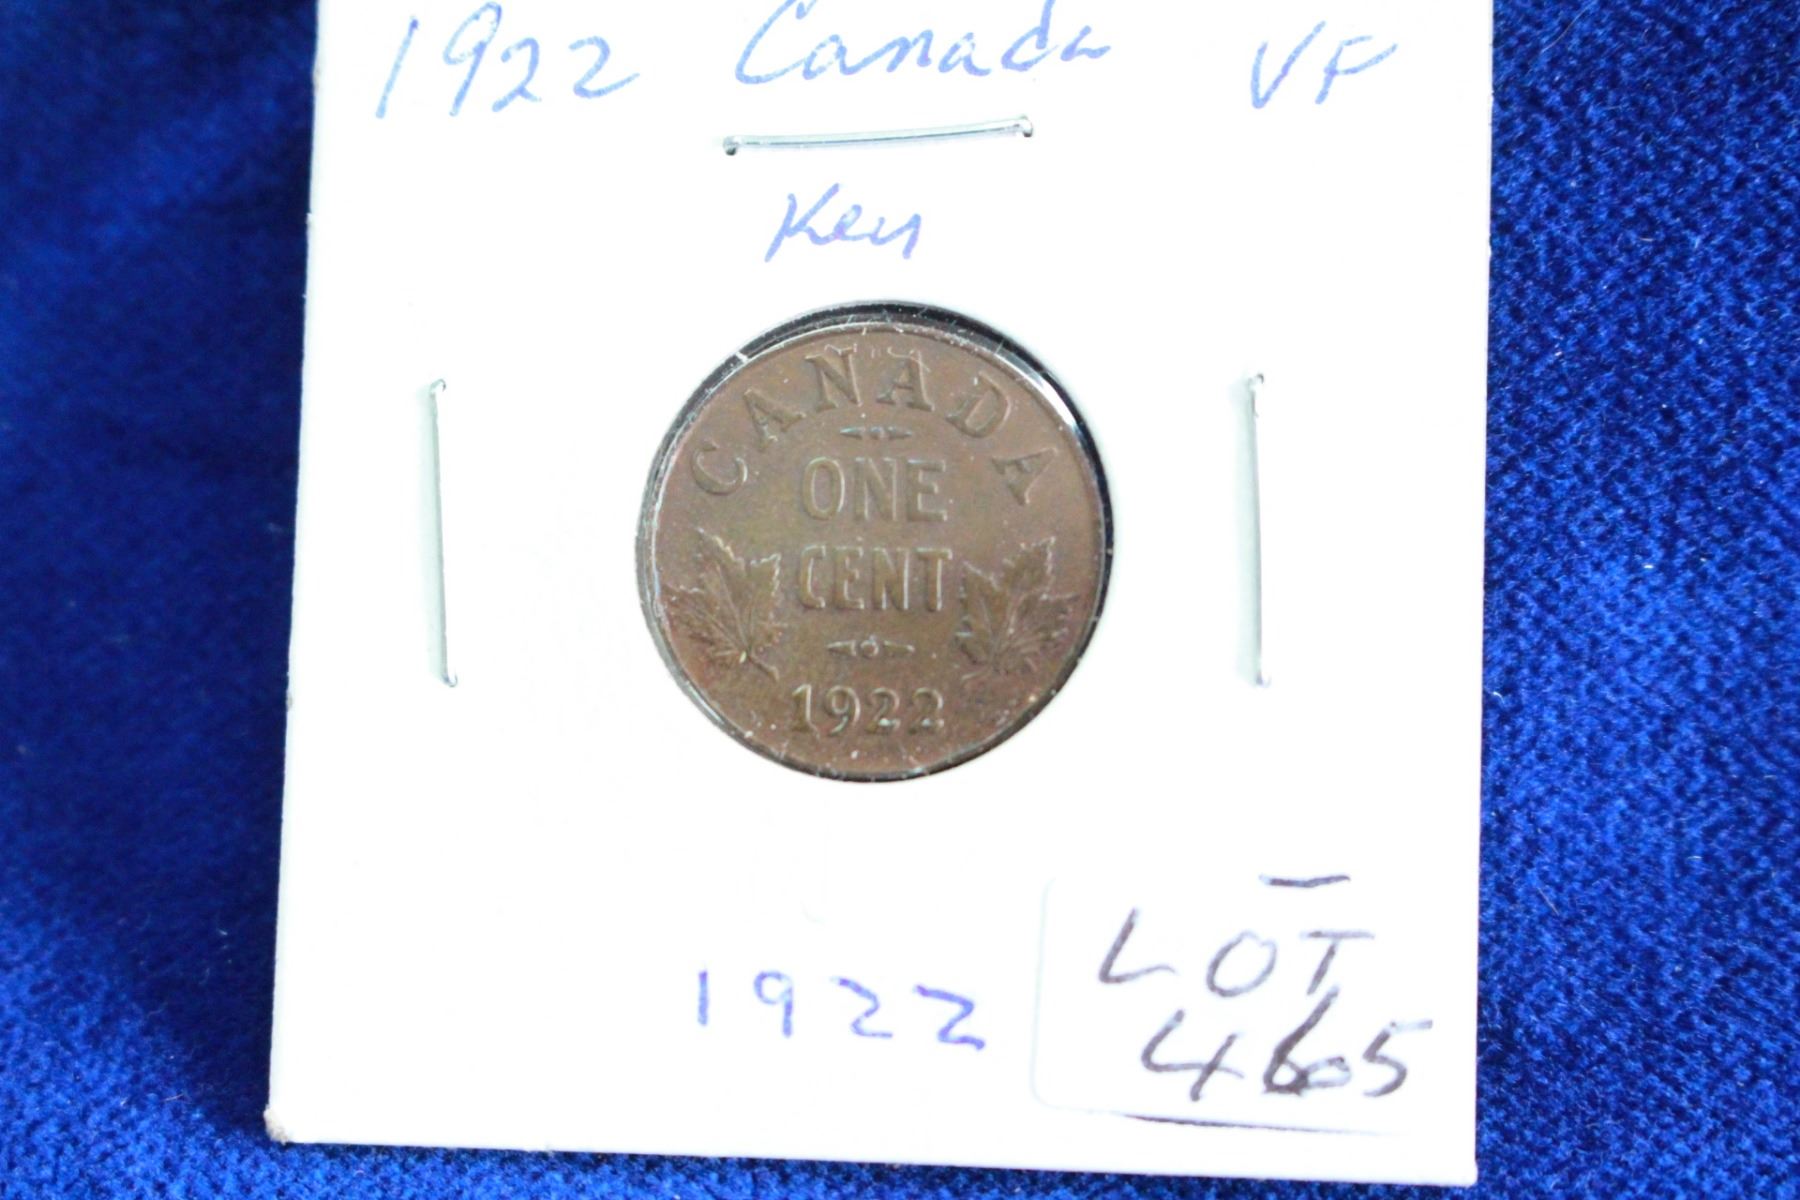 1922 Canada VF
Key
CANADA
ONE
CENT
1922
1922
LOT
465